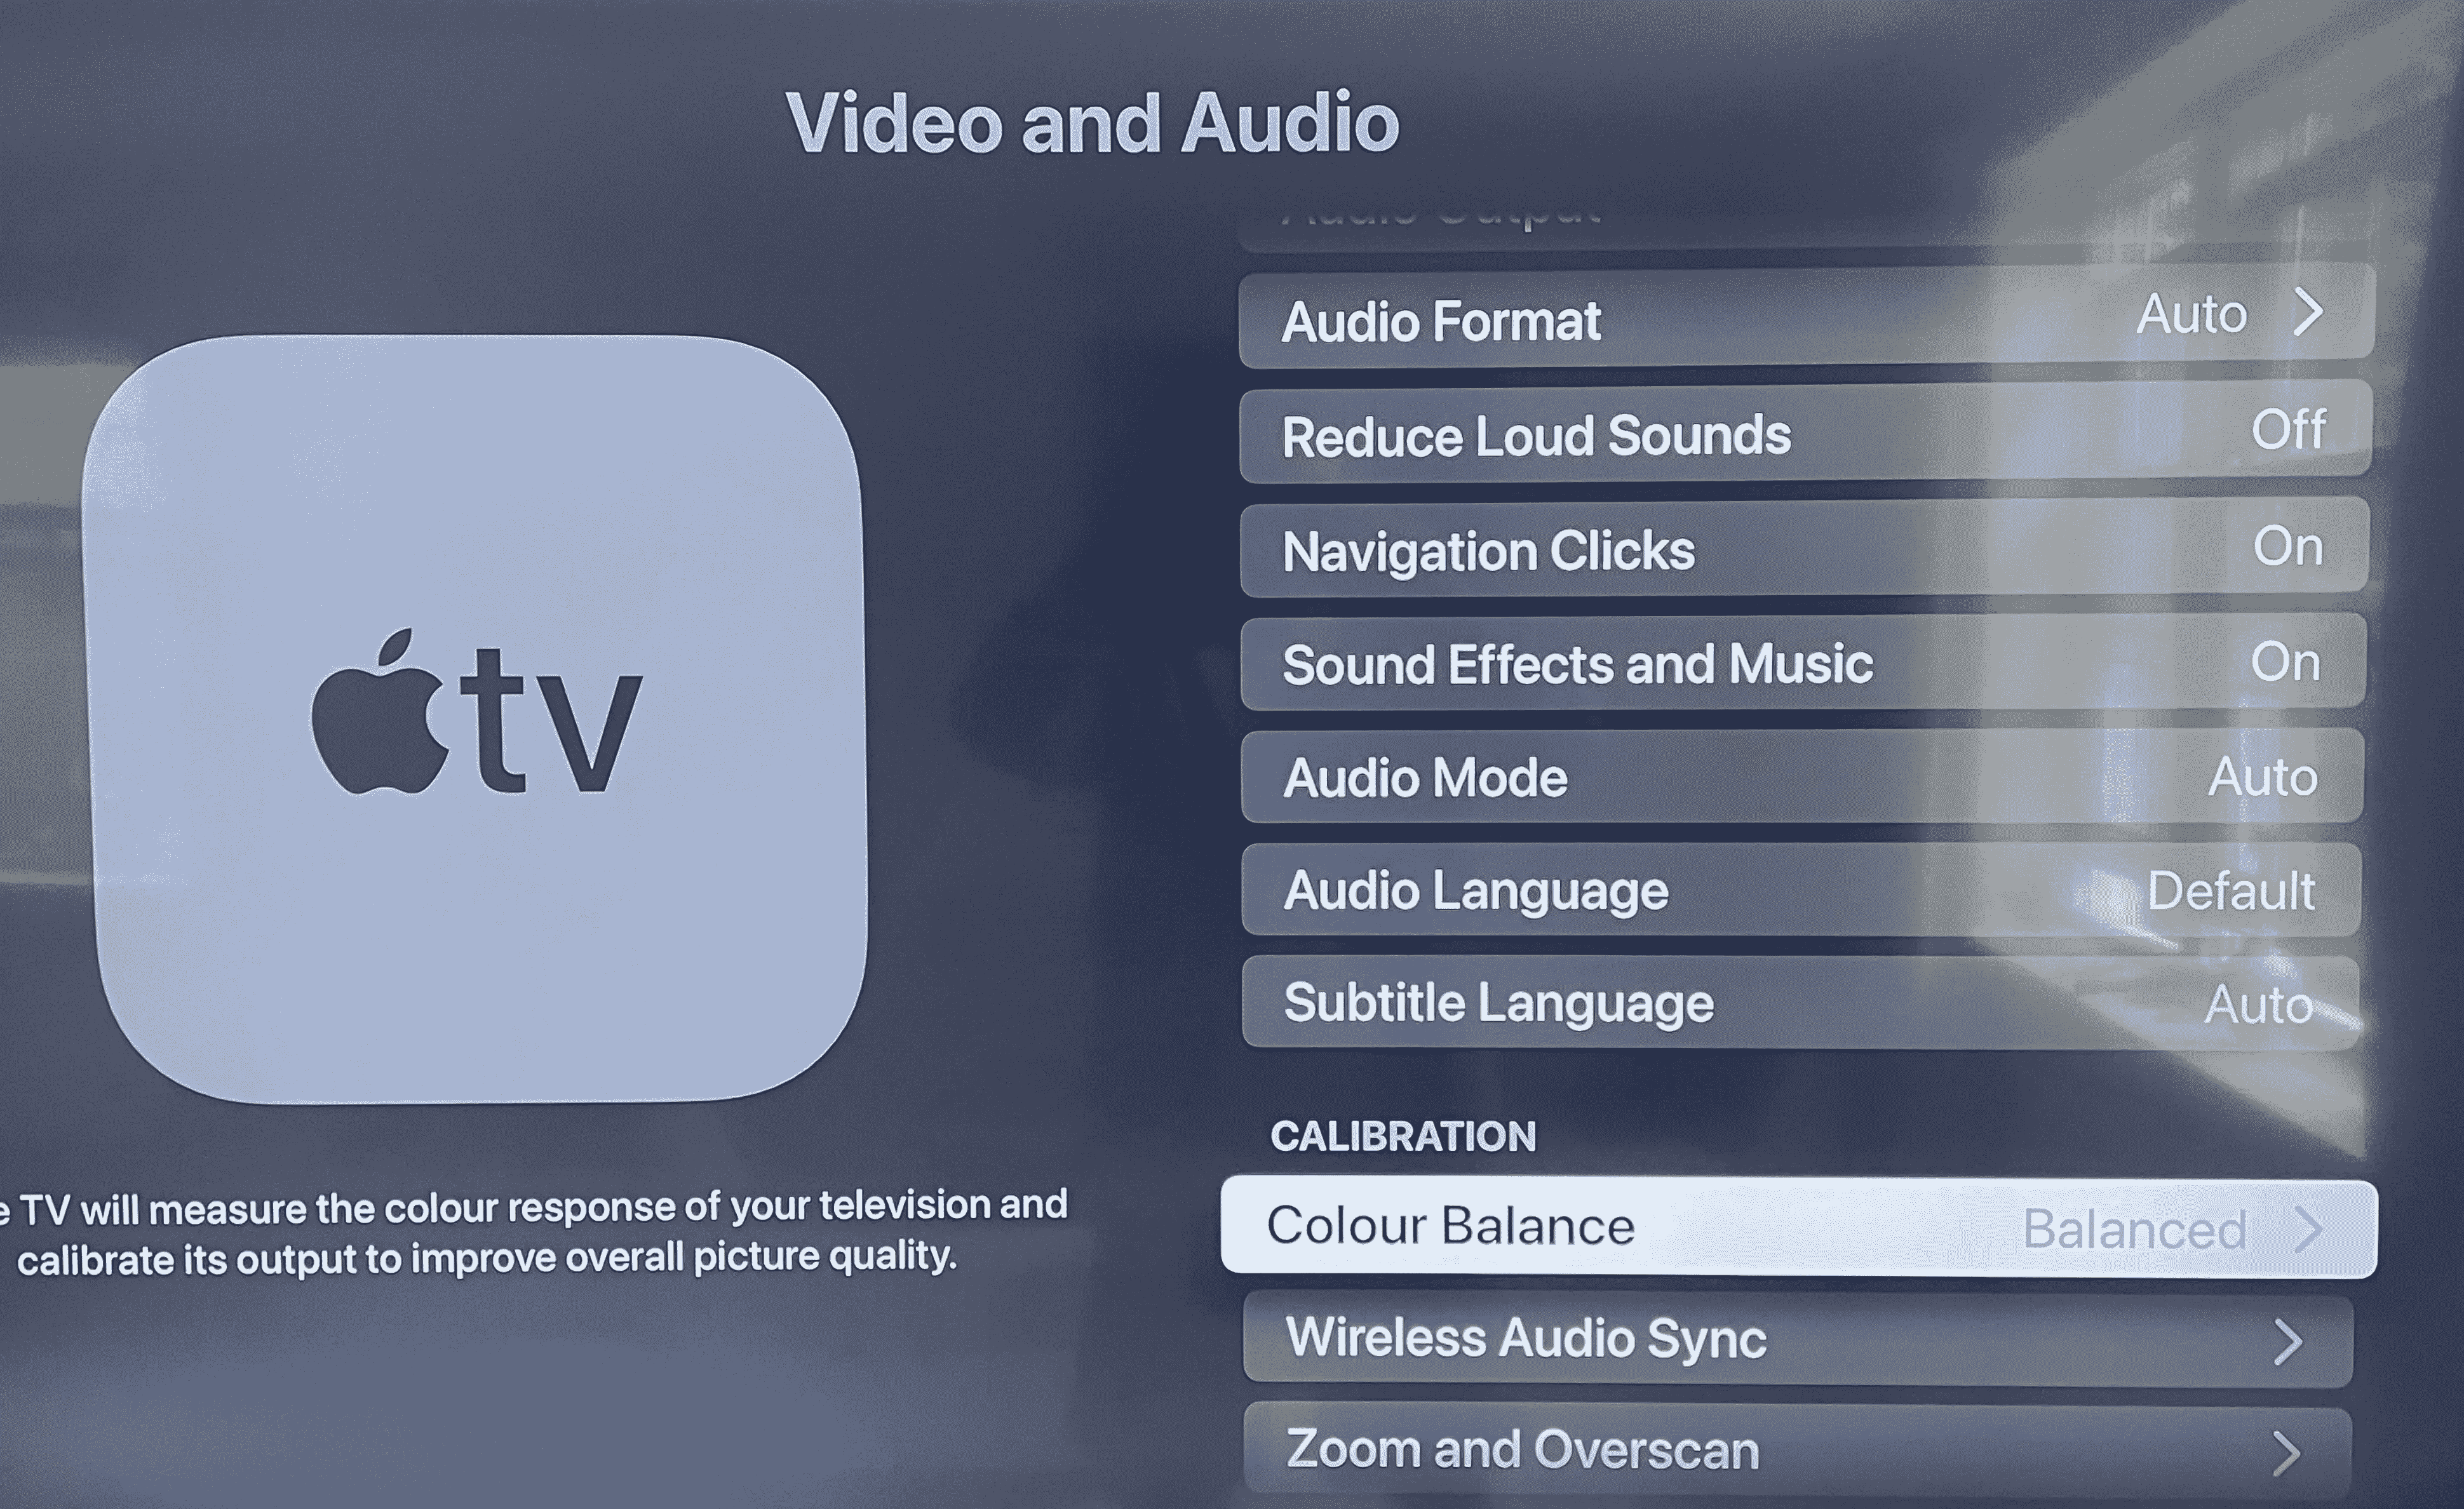 Video and Audio
Audio Output
Audio Format Auto
Reduce Loud Sounds Off
Navigation Clicks On
Sound Effects and Music On
Audio Mode Auto
Audio Language Default
Subtitle Language Auto
tv
CALIBRATION
Colour Balance Balanced
TV will measure the colour response of your television and
calibrate its output to improve overall picture quality.
Wireless Audio Sync
Zoom and Overscan